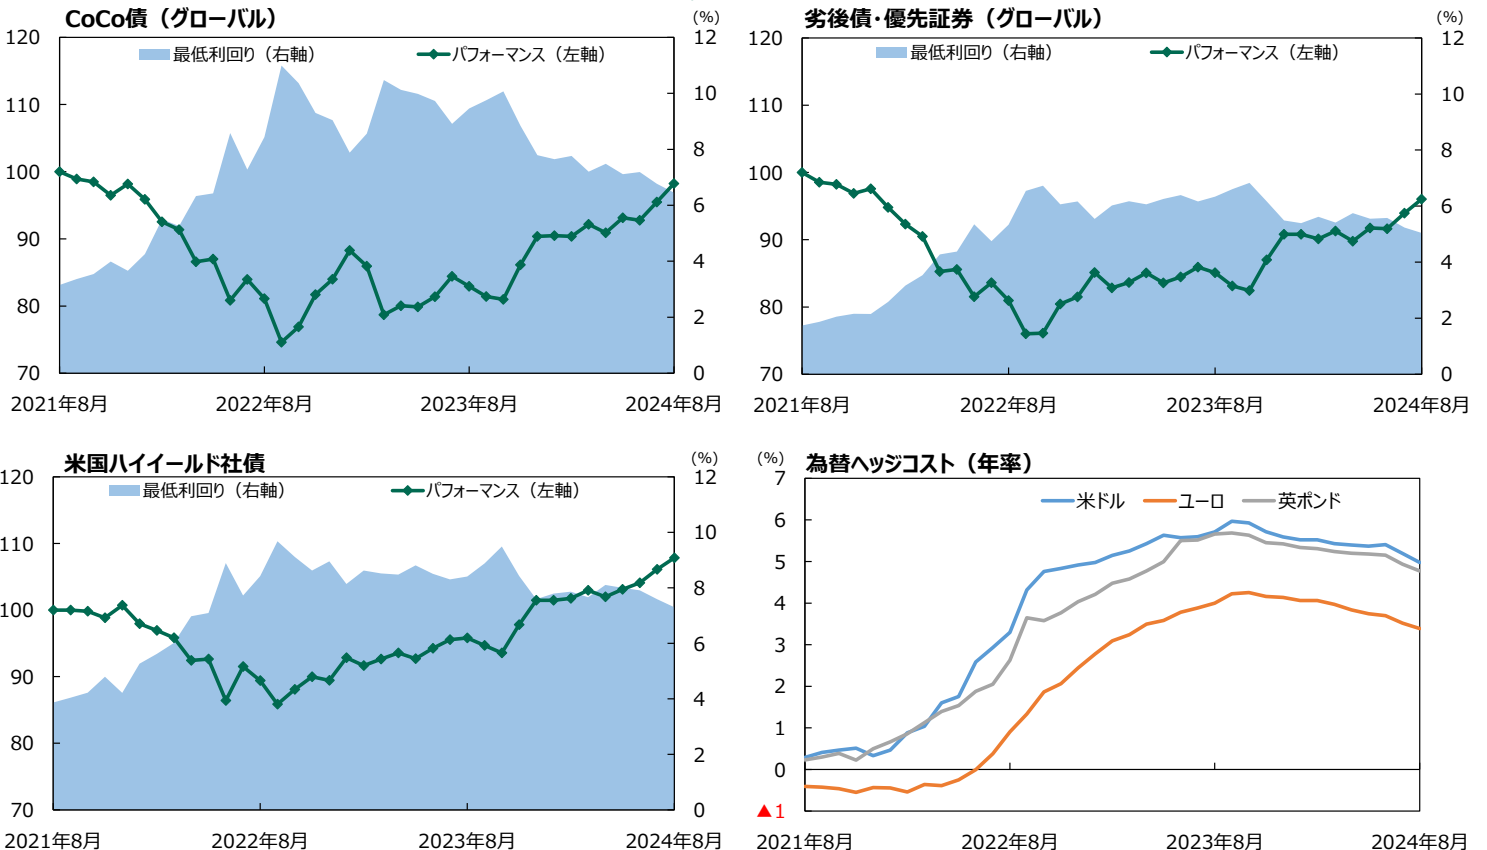 CoCo債（グローバル）
(%)
最低利回り（右軸）
パフォーマンス（左軸）
120
110
100
90
80
70
12
10
8
6
4
2
0
2021年8月
2022年8月
2023年8月
2024年8月
劣後債･優先証券（グローバル）
(%)
最低利回り（右軸）
パフォーマンス（左軸）
120
110
100
90
80
70
12
10
8
6
4
2
0
2021年8月
2022年8月
2023年8月
2024年8月
米国ハイイールド社債
(%)
最低利回り（右軸）
パフォーマンス（左軸）
120
110
100
90
80
70
12
10
8
6
4
2
0
2021年8月
2022年8月
2023年8月
2024年8月
(%)
為替ヘッジコスト（年率）
米ドル
ユーロ
英ポンド
7
6
5
4
3
2
1
0
▲1
2021年8月
2022年8月
2023年8月
2024年8月